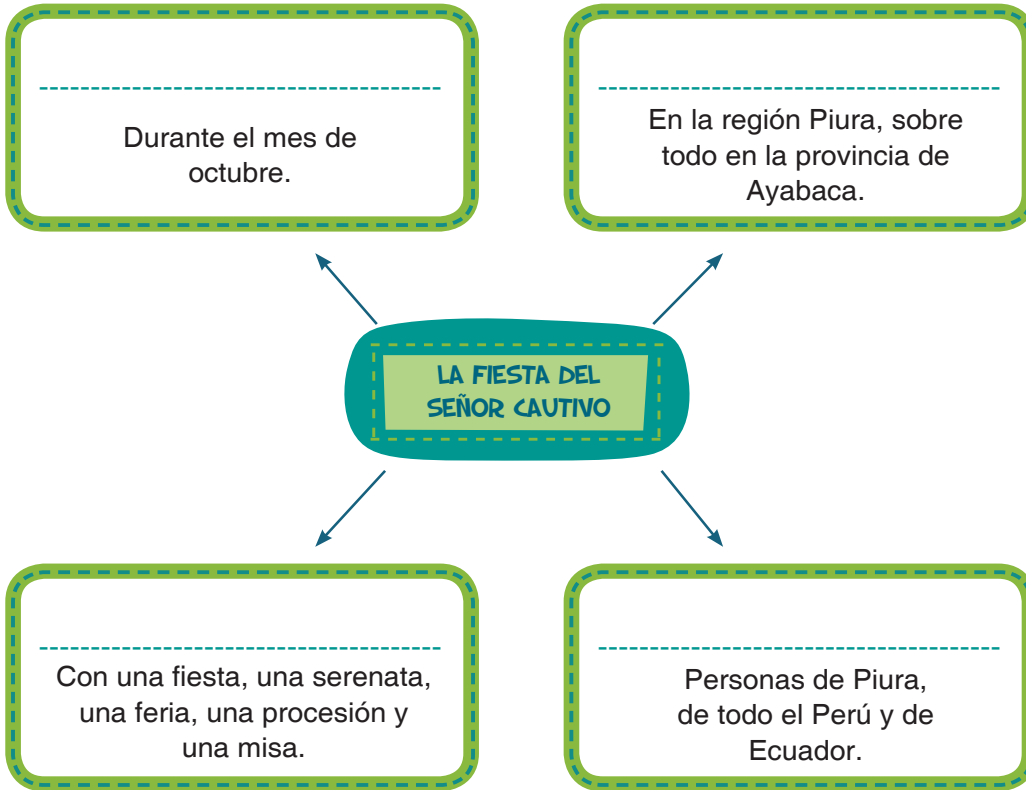 Durante el mes de
octubre.
En la región Piura, sobre
todo en la provincia de
Ayabaca.
LA FIESTA DEL
SEÑOR CAUTIVO
Con una fiesta, una serenata,
una feria, una procesión y
una misa.
Personas de Piura,
de todo el Perú y de
Ecuador.